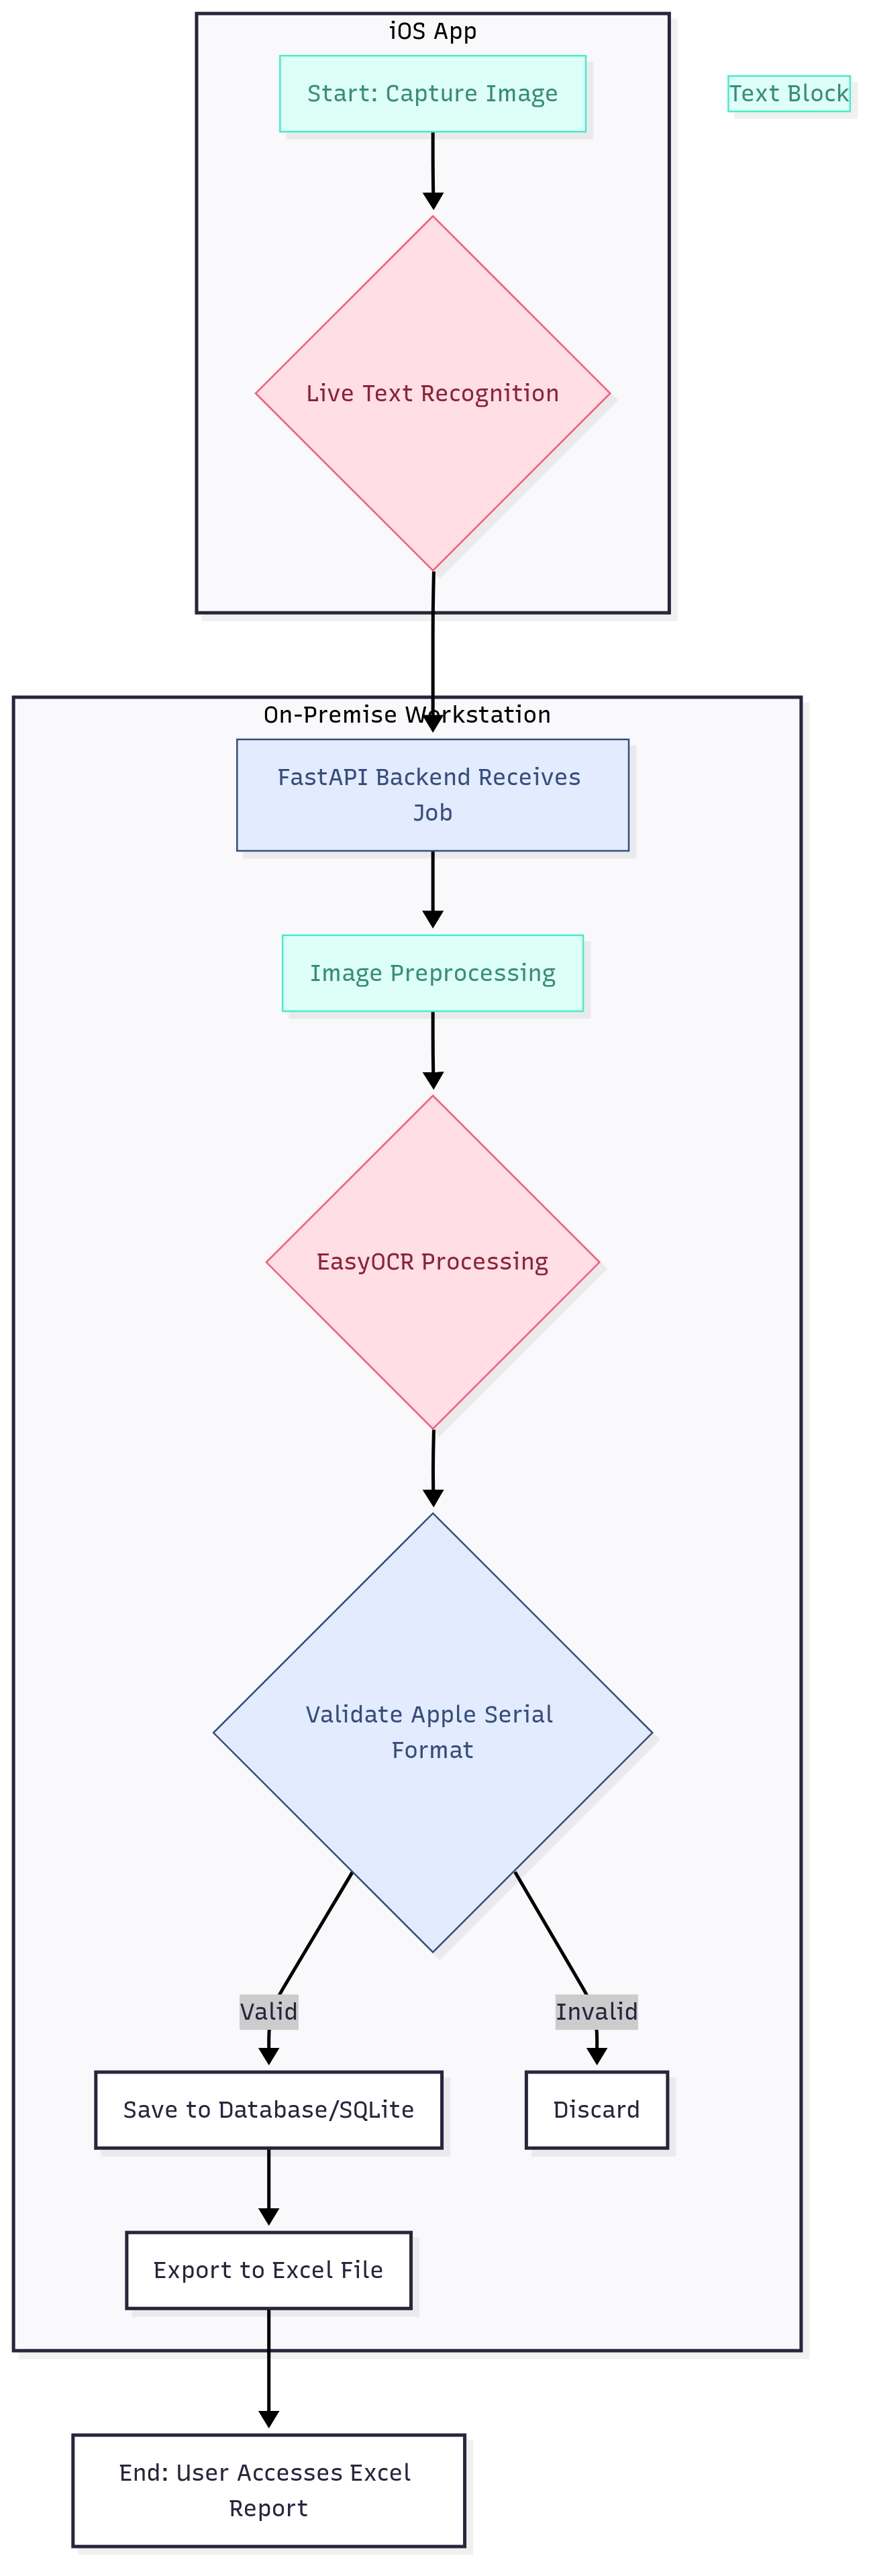 iOS App
Start: Capture Image
Text Block
Live Text Recognition
On-Premise Workstation
FastAPI Backend Receives
Job
Image Preprocessing
EasyOCR Processing
Validate Apple Serial
Format
Valid
Invalid
Save to Database/SQLite
Discard
Export to Excel File
End: User Accesses Excel
Report